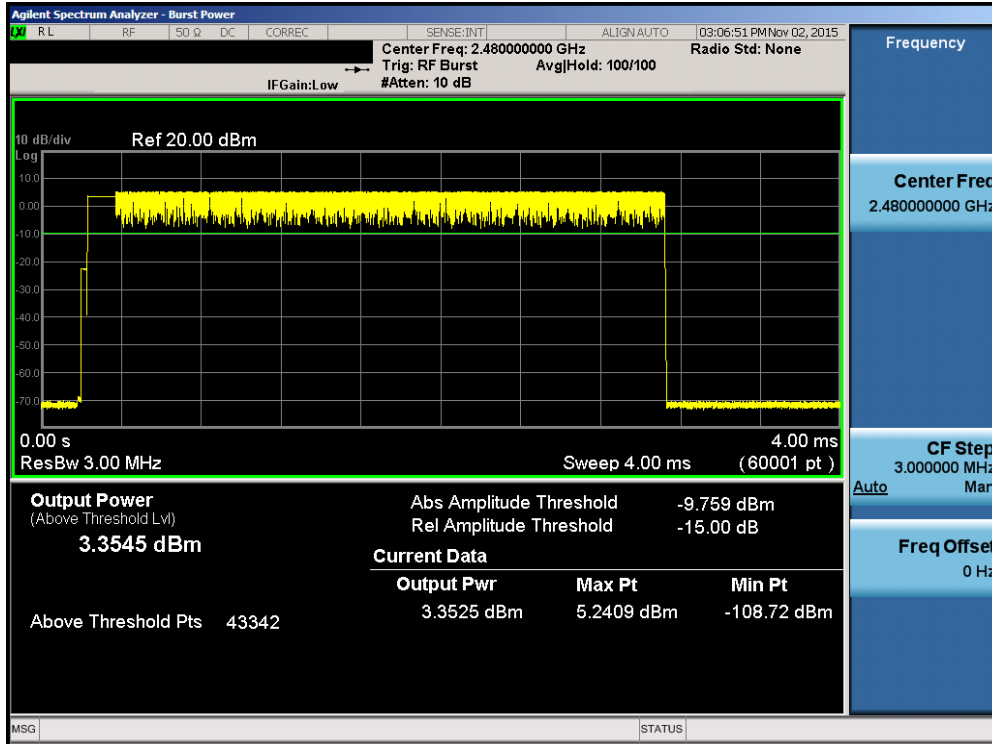 Agilent Spectrum Analyzer - Burst Power
LXI RL RF 50 Ω DC CORREC SENSE:INT ALIGN AUTO 03:06:51 PM Nov 02, 2015
Center Freq: 2.480000000 GHz Radio Std: None
Trig: RF Burst Avg|Hold: 100/100
IFGain:Low #Atten: 10 dB
10 dB/div Ref 20.00 dBm
Log
10.0
0.00
-10.0
-20.0
-30.0
-40.0
-50.0
-60.0
-70.0
0.00 s 4.00 ms
ResBw 3.00 MHz Sweep 4.00 ms (60001 pt)
Output Power
(Above Threshold Lvl)
3.3545 dBm
Above Threshold Pts 43342
Abs Amplitude Threshold -9.759 dBm
Rel Amplitude Threshold -15.00 dB
Current Data
Output Pwr Max Pt Min Pt
3.3525 dBm 5.2409 dBm -108.72 dBm
Frequency
Center Freq
2.480000000 GHz
CF Step
3.000000 MHz
Auto Man
Freq Offset
0 Hz
MSG STATUS